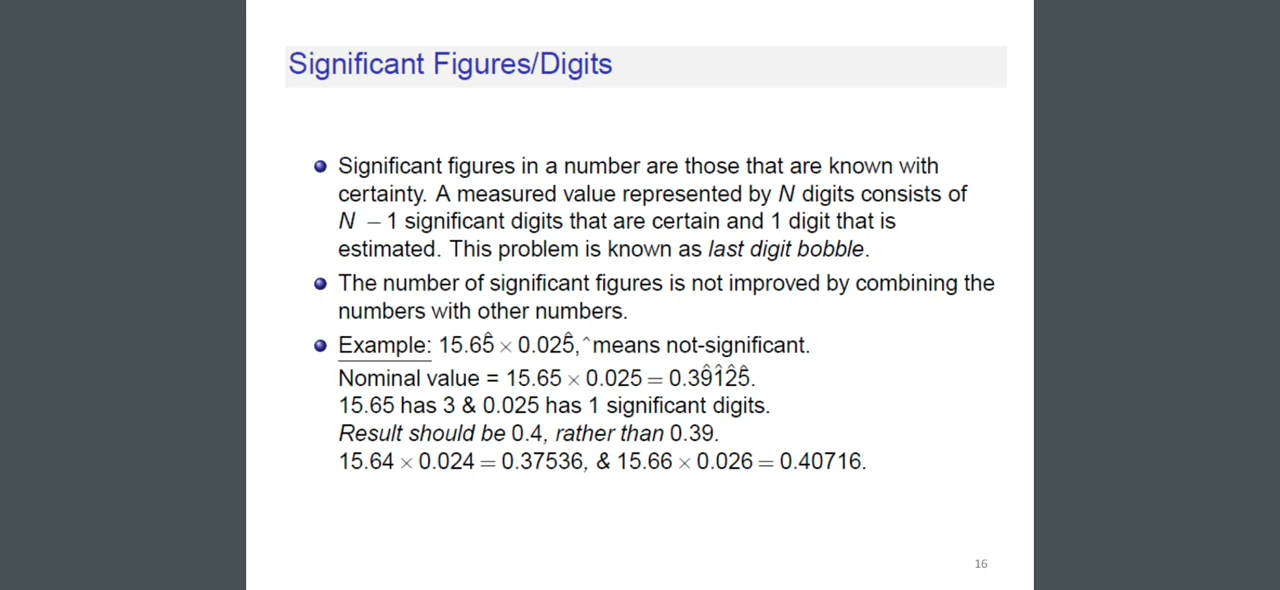 Significant Figures/Digits
Significant figures in a number are those that are known with
certainty. A measured value represented by N digits consists of
N − 1 significant digits that are certain and 1 digit that is
estimated. This problem is known as last digit bobble.
The number of significant figures is not improved by combining the
numbers with other numbers.
Example: 15.65̂ × 0.025̂, ˆ means not-significant.
Nominal value = 15.65 × 0.025 = 0.39̂1̂2̂5̂.
15.65 has 3 & 0.025 has 1 significant digits.
Result should be 0.4, rather than 0.39.
15.64 × 0.024 = 0.37536, & 15.66 × 0.026 = 0.40716.
16